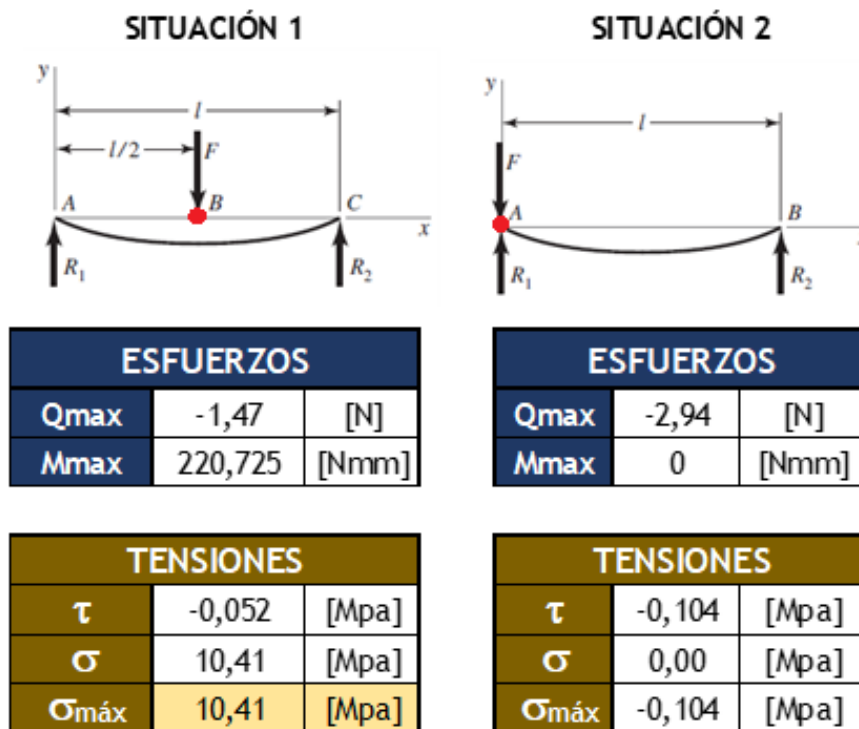 SITUACIÓN 1
y
l
l/2
F
A
B
C
x
R1
R2
ESFUERZOS
Qmax -1,47 [N]
Mmax 220,725 [Nmm]
TENSIONES
τ -0,052 [Mpa]
σ 10,41 [Mpa]
σmáx 10,41 [Mpa]
SITUACIÓN 2
y
l
F
A
B
R1
R2
ESFUERZOS
Qmax -2,94 [N]
Mmax 0 [Nmm]
TENSIONES
τ -0,104 [Mpa]
σ 0,00 [Mpa]
σmáx -0,104 [Mpa]